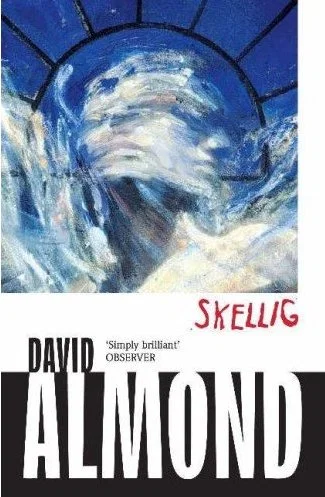 SKELLIG
DAVID
'Simply brilliant'
OBSERVER
ALMOND